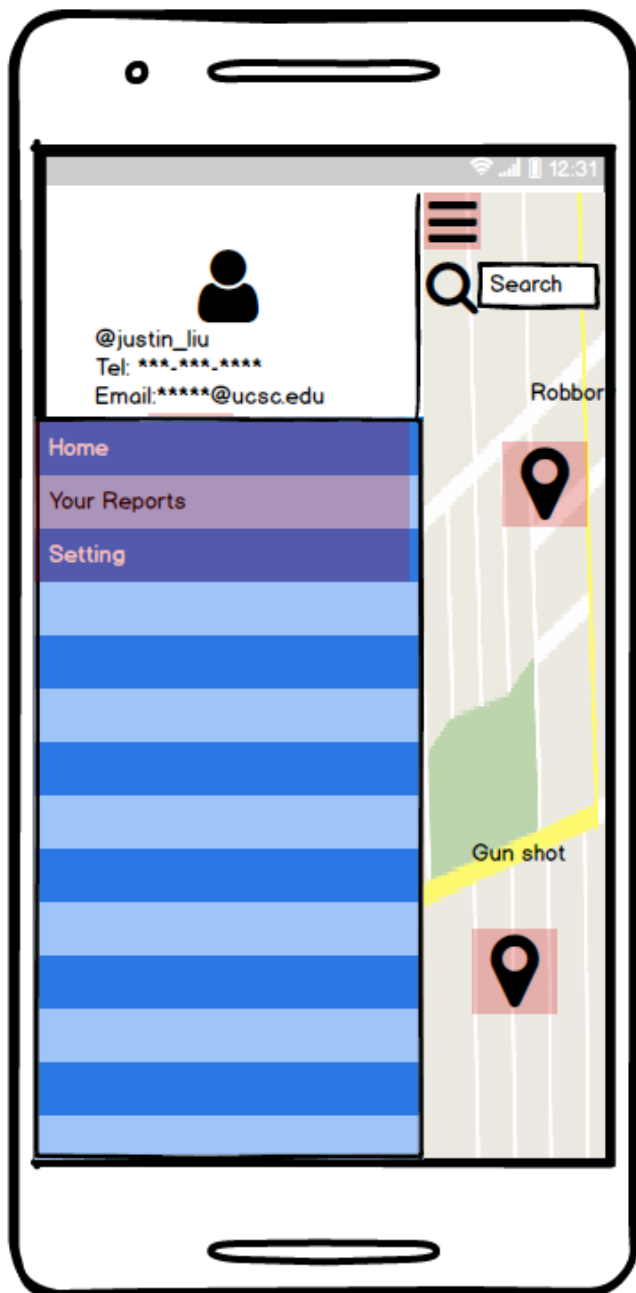 12:31
@justin_liu
Tel: ***-***-****
Email:*****@ucsc.edu
Home
Your Reports
Setting
Search
Robbor
Gun shot